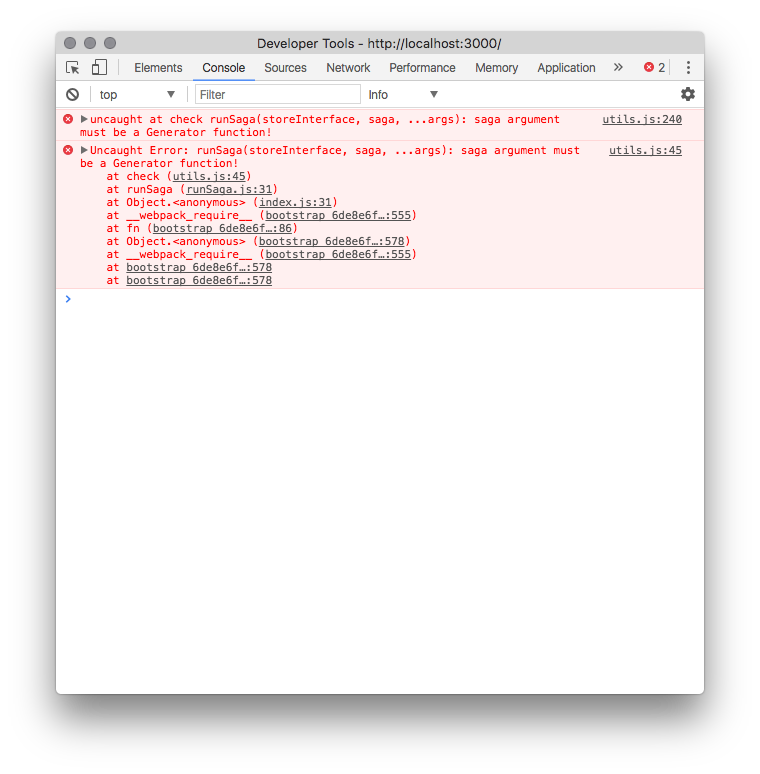 Developer Tools - http://localhost:3000/
Elements Console Sources Network Performance Memory Application » 2
top Filter Info
uncaught at check runSaga(storeInterface, saga, ...args): saga argument utils.js:240
must be a Generator function!
Uncaught Error: runSaga(storeInterface, saga, ...args): saga argument must utils.js:45
be a Generator function!
at check (utils.js:45)
at runSaga (runSaga.js:31)
at Object.<anonymous> (index.js:31)
at __webpack_require__ (bootstrap 6de8e6f…:555)
at fn (bootstrap 6de8e6f…:86)
at Object.<anonymous> (bootstrap 6de8e6f…:578)
at __webpack_require__ (bootstrap 6de8e6f…:555)
at bootstrap 6de8e6f…:578
at bootstrap 6de8e6f…:578
>